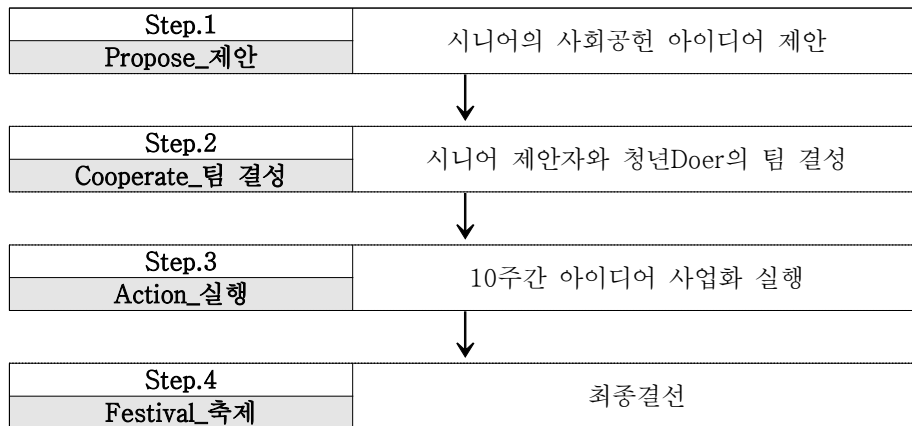 Step.1
Propose_제안
시니어의 사회공헌 아이디어 제안
Step.2
Cooperate_팀 결성
시니어 제안자와 청년Doer의 팀 결성
Step.3
Action_실행
10주간 아이디어 사업화 실행
Step.4
Festival_축제
최종결선